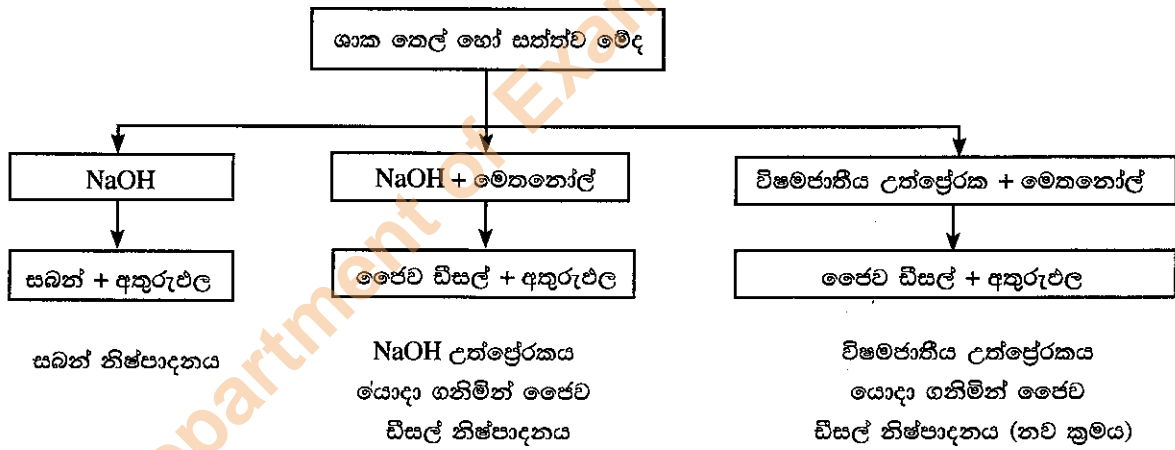 ශාක තෙල් හෝ සත්ත්ව මේද
NaOH
NaOH + මෙතනෝල්
විෂමජාතීය උත්ප්‍රේරක + මෙතනෝල්
සබන් + අතුරුඵල
ජෛව ඩීසල් + අතුරුඵල
ජෛව ඩීසල් + අතුරුඵල
සබන් නිෂ්පාදනය
NaOH උත්ප්‍රේරකය
යොදා ගනිමින් ජෛව
ඩීසල් නිෂ්පාදනය
විෂමජාතීය උත්ප්‍රේරකය
යොදා ගනිමින් ජෛව
ඩීසල් නිෂ්පාදනය (නව ක්‍රමය)